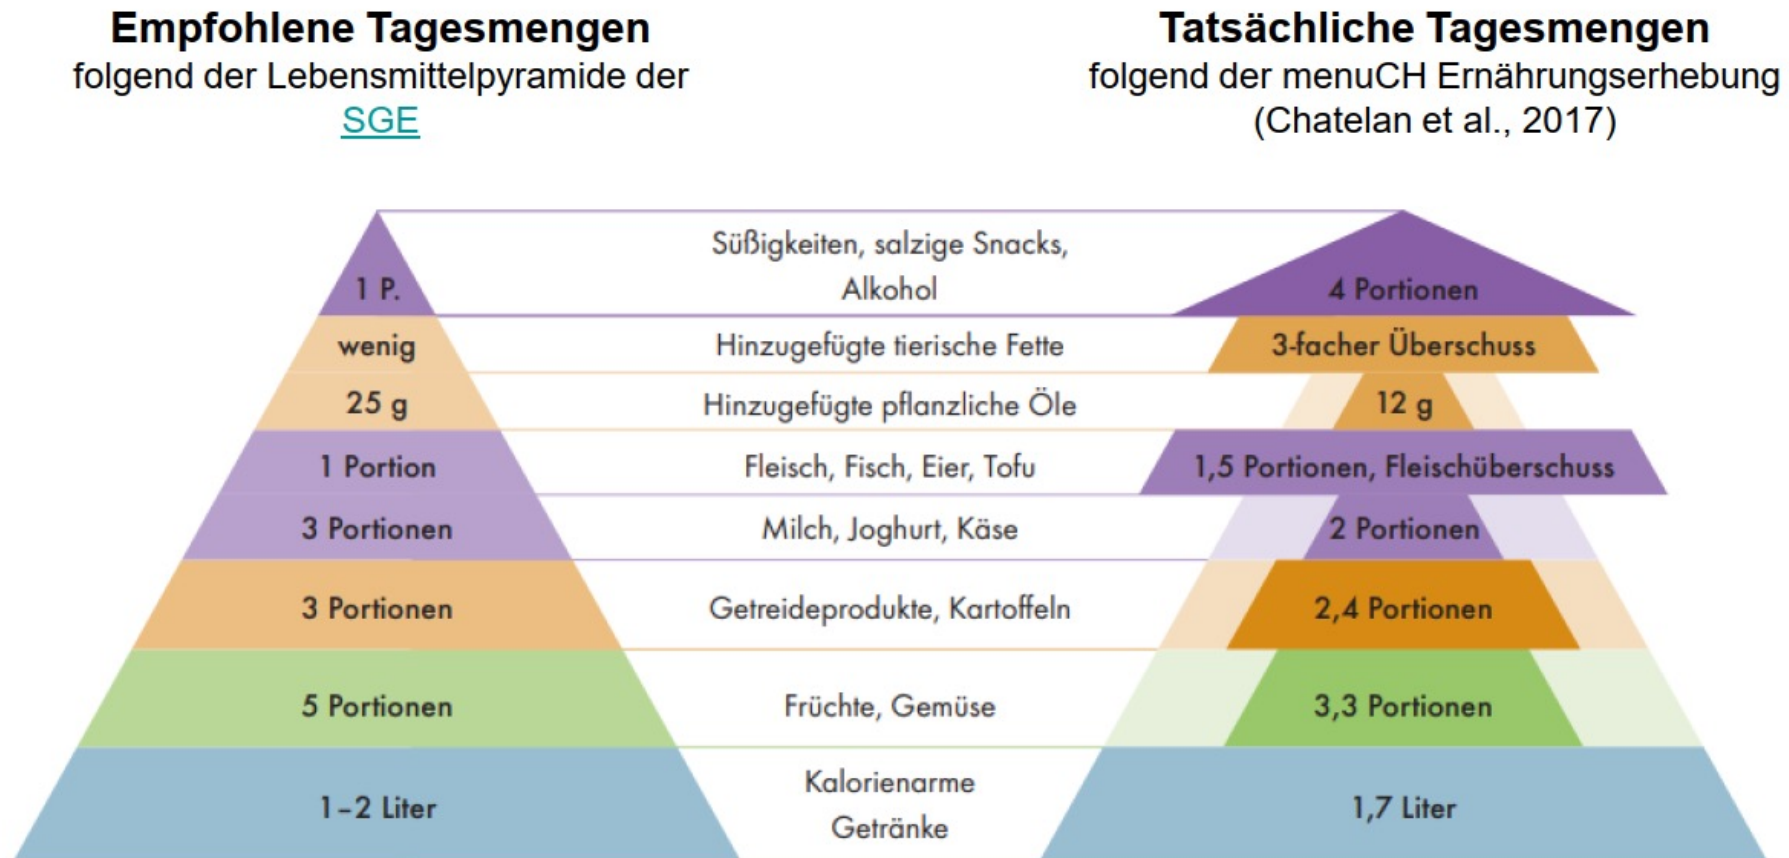 Empfohlene Tagesmengen
folgend der Lebensmittelpyramide der
SGE
Tatsächliche Tagesmengen
folgend der menuCH Ernährungserhebung
(Chatelan et al., 2017)
1 P.
Süßigkeiten, salzige Snacks,
Alkohol
4 Portionen
wenig
Hinzugefügte tierische Fette
3-facher Überschuss
25 g
Hinzugefügte pflanzliche Öle
12 g
1 Portion
Fleisch, Fisch, Eier, Tofu
1,5 Portionen, Fleischüberschuss
3 Portionen
Milch, Joghurt, Käse
2 Portionen
3 Portionen
Getreideprodukte, Kartoffeln
2,4 Portionen
5 Portionen
Früchte, Gemüse
3,3 Portionen
1–2 Liter
Kalorienarme
Getränke
1,7 Liter